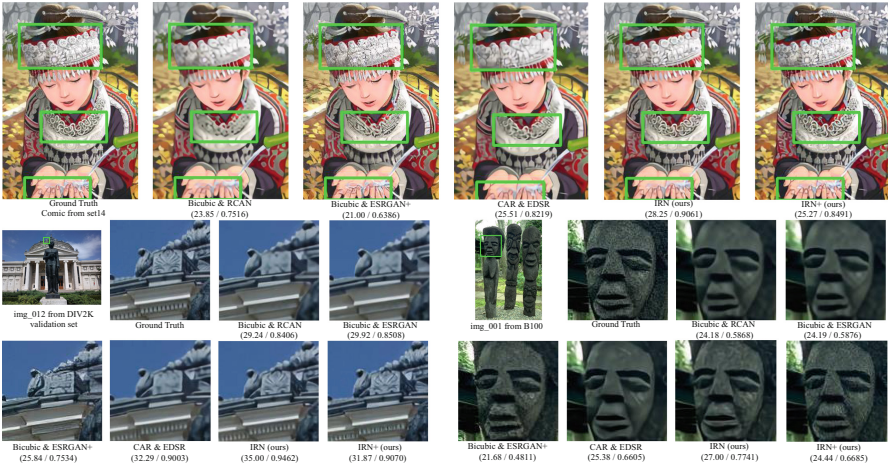 Ground Truth
Comic from set14
Bicubic & RCAN
(23.85 / 0.7516)
Bicubic & ESRGAN+
(21.00 / 0.6386)
CAR & EDSR
(25.51 / 0.8219)
IRN (ours)
(28.25 / 0.9061)
IRN+ (ours)
(25.27 / 0.8491)
img_012 from DIV2K
validation set
Ground Truth
Bicubic & RCAN
(29.24 / 0.8406)
Bicubic & ESRGAN
(29.92 / 0.8508)
img_001 from B100
Ground Truth
Bicubic & RCAN
(24.18 / 0.5868)
Bicubic & ESRGAN
(24.19 / 0.5876)
Bicubic & ESRGAN+
(25.84 / 0.7534)
CAR & EDSR
(32.29 / 0.9003)
IRN (ours)
(35.00 / 0.9462)
IRN+ (ours)
(31.87 / 0.9070)
Bicubic & ESRGAN+
(21.68 / 0.4811)
CAR & EDSR
(25.38 / 0.6605)
IRN (ours)
(27.00 / 0.7741)
IRN+ (ours)
(24.44 / 0.6685)